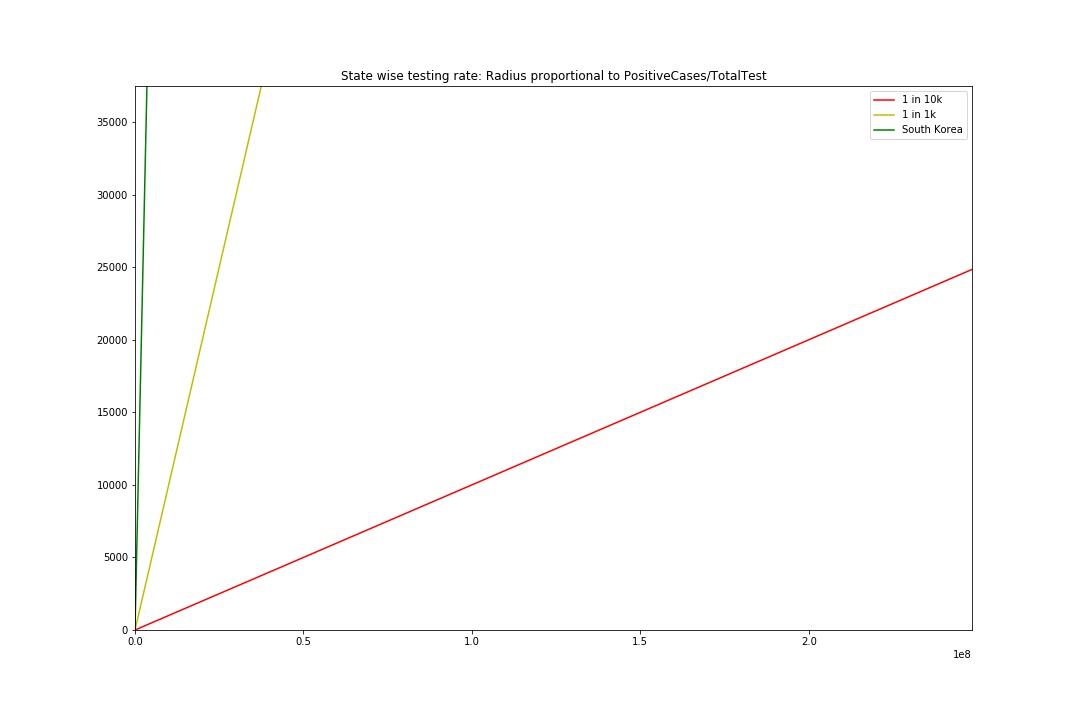 State wise testing rate: Radius proportional to PositiveCases/TotalTest
1 in 10k
1 in 1k
South Korea
35000
30000
25000
20000
15000
10000
5000
0
0.0 0.5 1.0 1.5 2.0
1e8